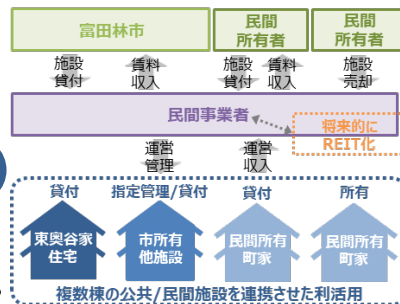 富田林市
民間
所有者
民間
所有者
施設
貸付
賃料
収入
施設
貸付
賃料
収入
施設
売却
民間事業者
将来的に
REIT化
運営
管理
運営
収入
貸付
指定管理/貸付
貸付
所有
東奥谷家
住宅
市所有
他施設
民間所有
町家
民間所有
町家
複数棟の公共/民間施設を連携させた利活用